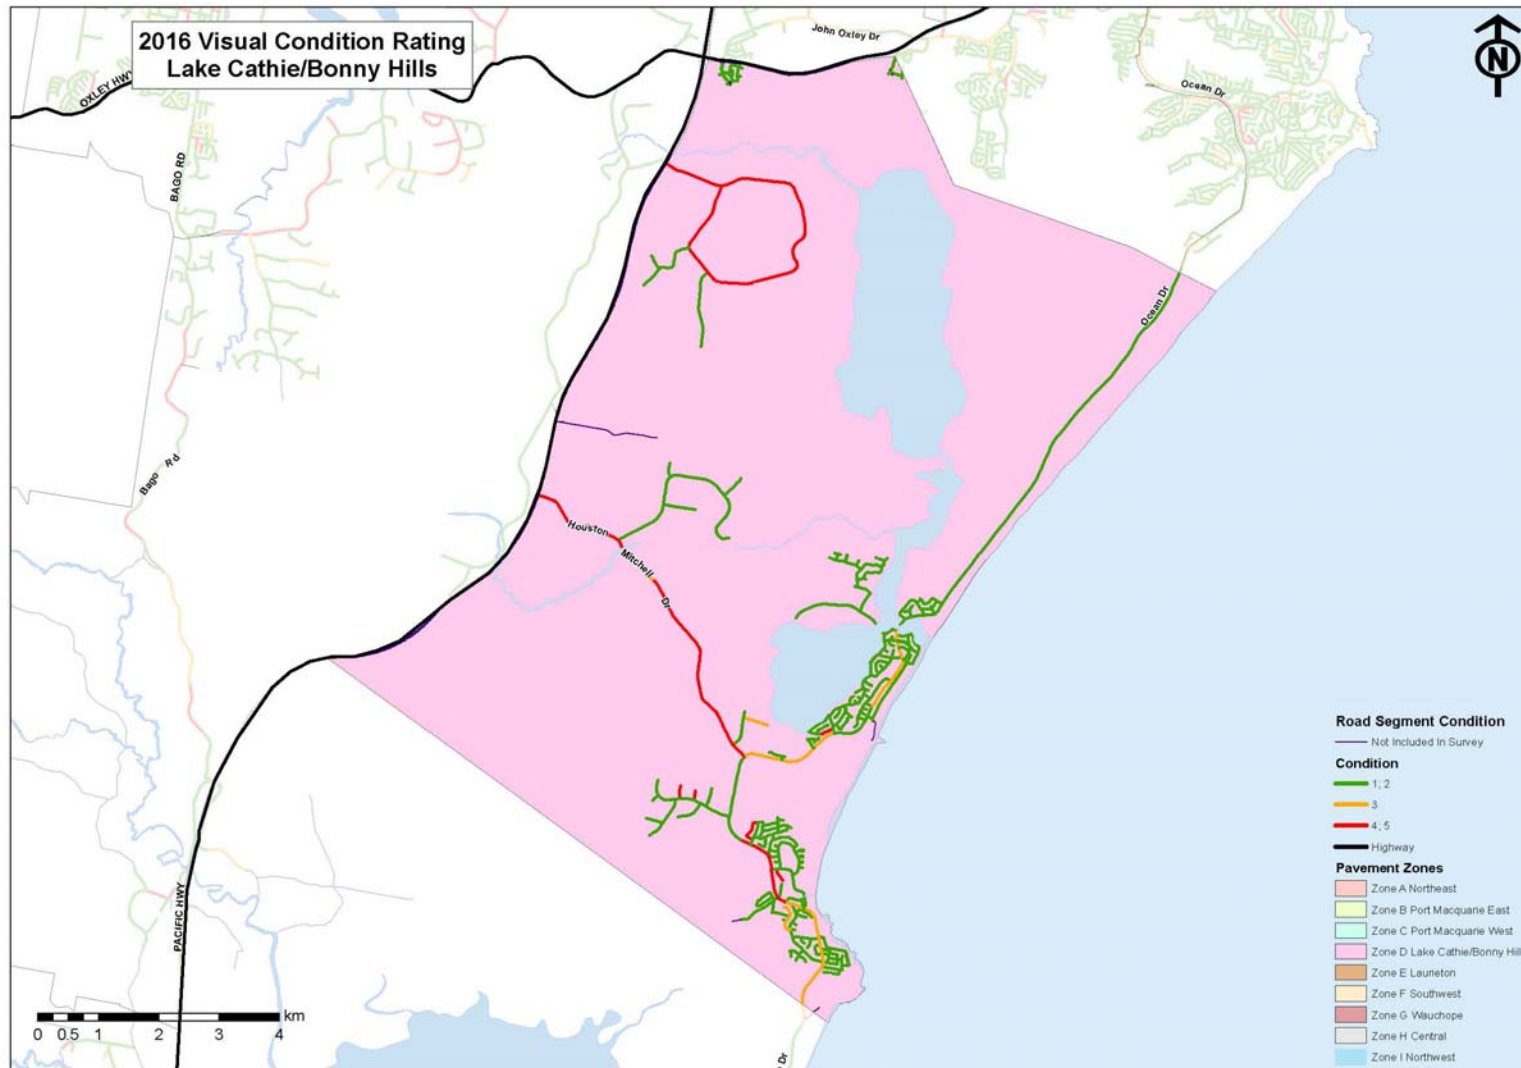 2016 Visual Condition Rating
Lake Cathie/Bonny Hills
John Oxley Dr
OXLEY HWY
Ocean Dr
BAGO RD
Ocean Dr
Bago Rd
Houston
Mitchell
Dr
PACIFIC HWY
Dr
Road Segment Condition
Not Included In Survey
Condition
1; 2
3
4; 5
Highway
Pavement Zones
Zone A Northeast
Zone B Port Macquarie East
Zone C Port Macquarie West
Zone D Lake Cathie/Bonny Hill
Zone E Laurieton
Zone F Southwest
Zone G Wauchope
Zone H Central
Zone I Northwest
km
0 0.5 1 2 3 4
N